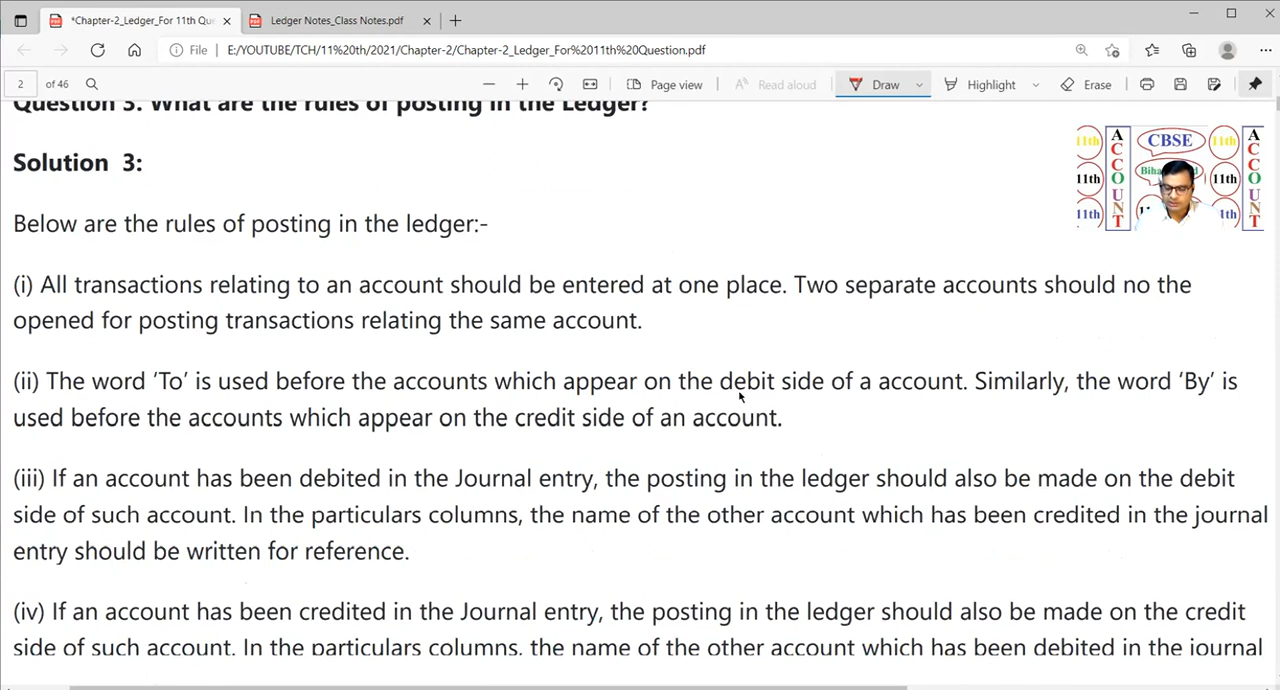 *Chapter-2_Ledger_For 11th Que
Ledger Notes_Class Notes.pdf
File E:/YOUTUBE/TCH/11%20th/2021/Chapter-2/Chapter-2_Ledger_For%2011th%20Question.pdf
2 of 46 Page view Read aloud Draw Highlight Erase
Question 3. What are the rules of posting in the Ledger?
Solution 3:
11th ACCOUNT CBSE 11th ACCOUNT
11th 11th
11th 1th
Below are the rules of posting in the ledger:-
(i) All transactions relating to an account should be entered at one place. Two separate accounts should no the
opened for posting transactions relating the same account.
(ii) The word ‘To’ is used before the accounts which appear on the debit side of a account. Similarly, the word ‘By’ is
used before the accounts which appear on the credit side of an account.
(iii) If an account has been debited in the Journal entry, the posting in the ledger should also be made on the debit
side of such account. In the particulars columns, the name of the other account which has been credited in the journal
entry should be written for reference.
(iv) If an account has been credited in the Journal entry, the posting in the ledger should also be made on the credit
side of such account. In the particulars columns, the name of the other account which has been debited in the journal